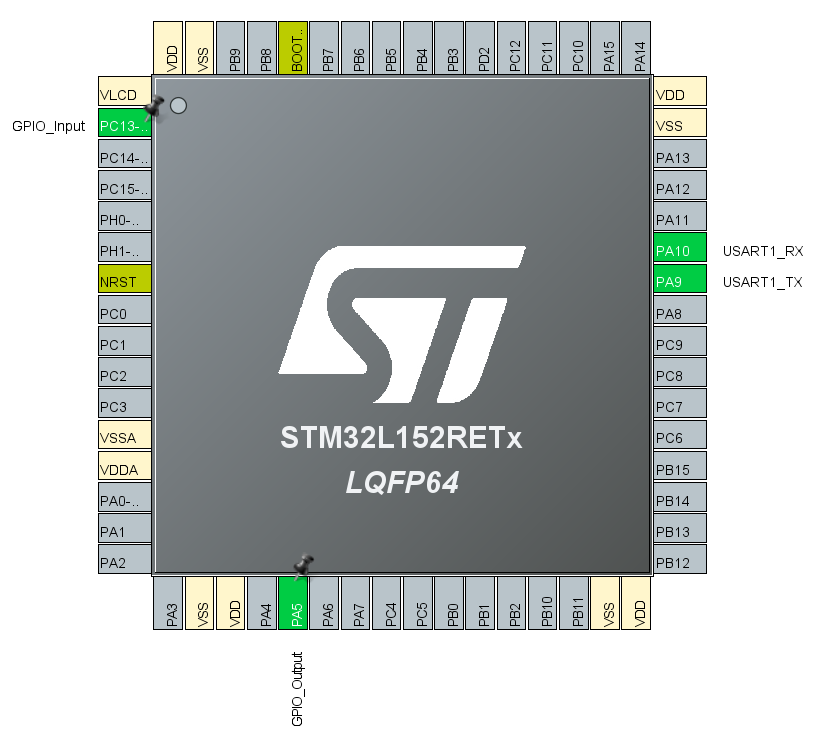 VDD
VSS
PB9
PB8
BOOT..
PB7
PB6
PB5
PB4
PB3
PD2
PC12
PC11
PC10
PA15
PA14
VLCD
GPIO_Input
PC13-..
PC14-..
PC15-..
PH0-..
PH1-..
NRST
PC0
PC1
PC2
PC3
VSSA
VDDA
PA0-..
PA1
PA2
ST
STM32L152RETx
LQFP64
VDD
VSS
PA13
PA12
PA11
PA10 USART1_RX
PA9 USART1_TX
PA8
PC9
PC8
PC7
PC6
PB15
PB14
PB13
PB12
PA3
VSS
VDD
PA4
PA5
PA6
PA7
PC4
PC5
PB0
PB1
PB2
PB10
PB11
VSS
VDD
GPIO_Output